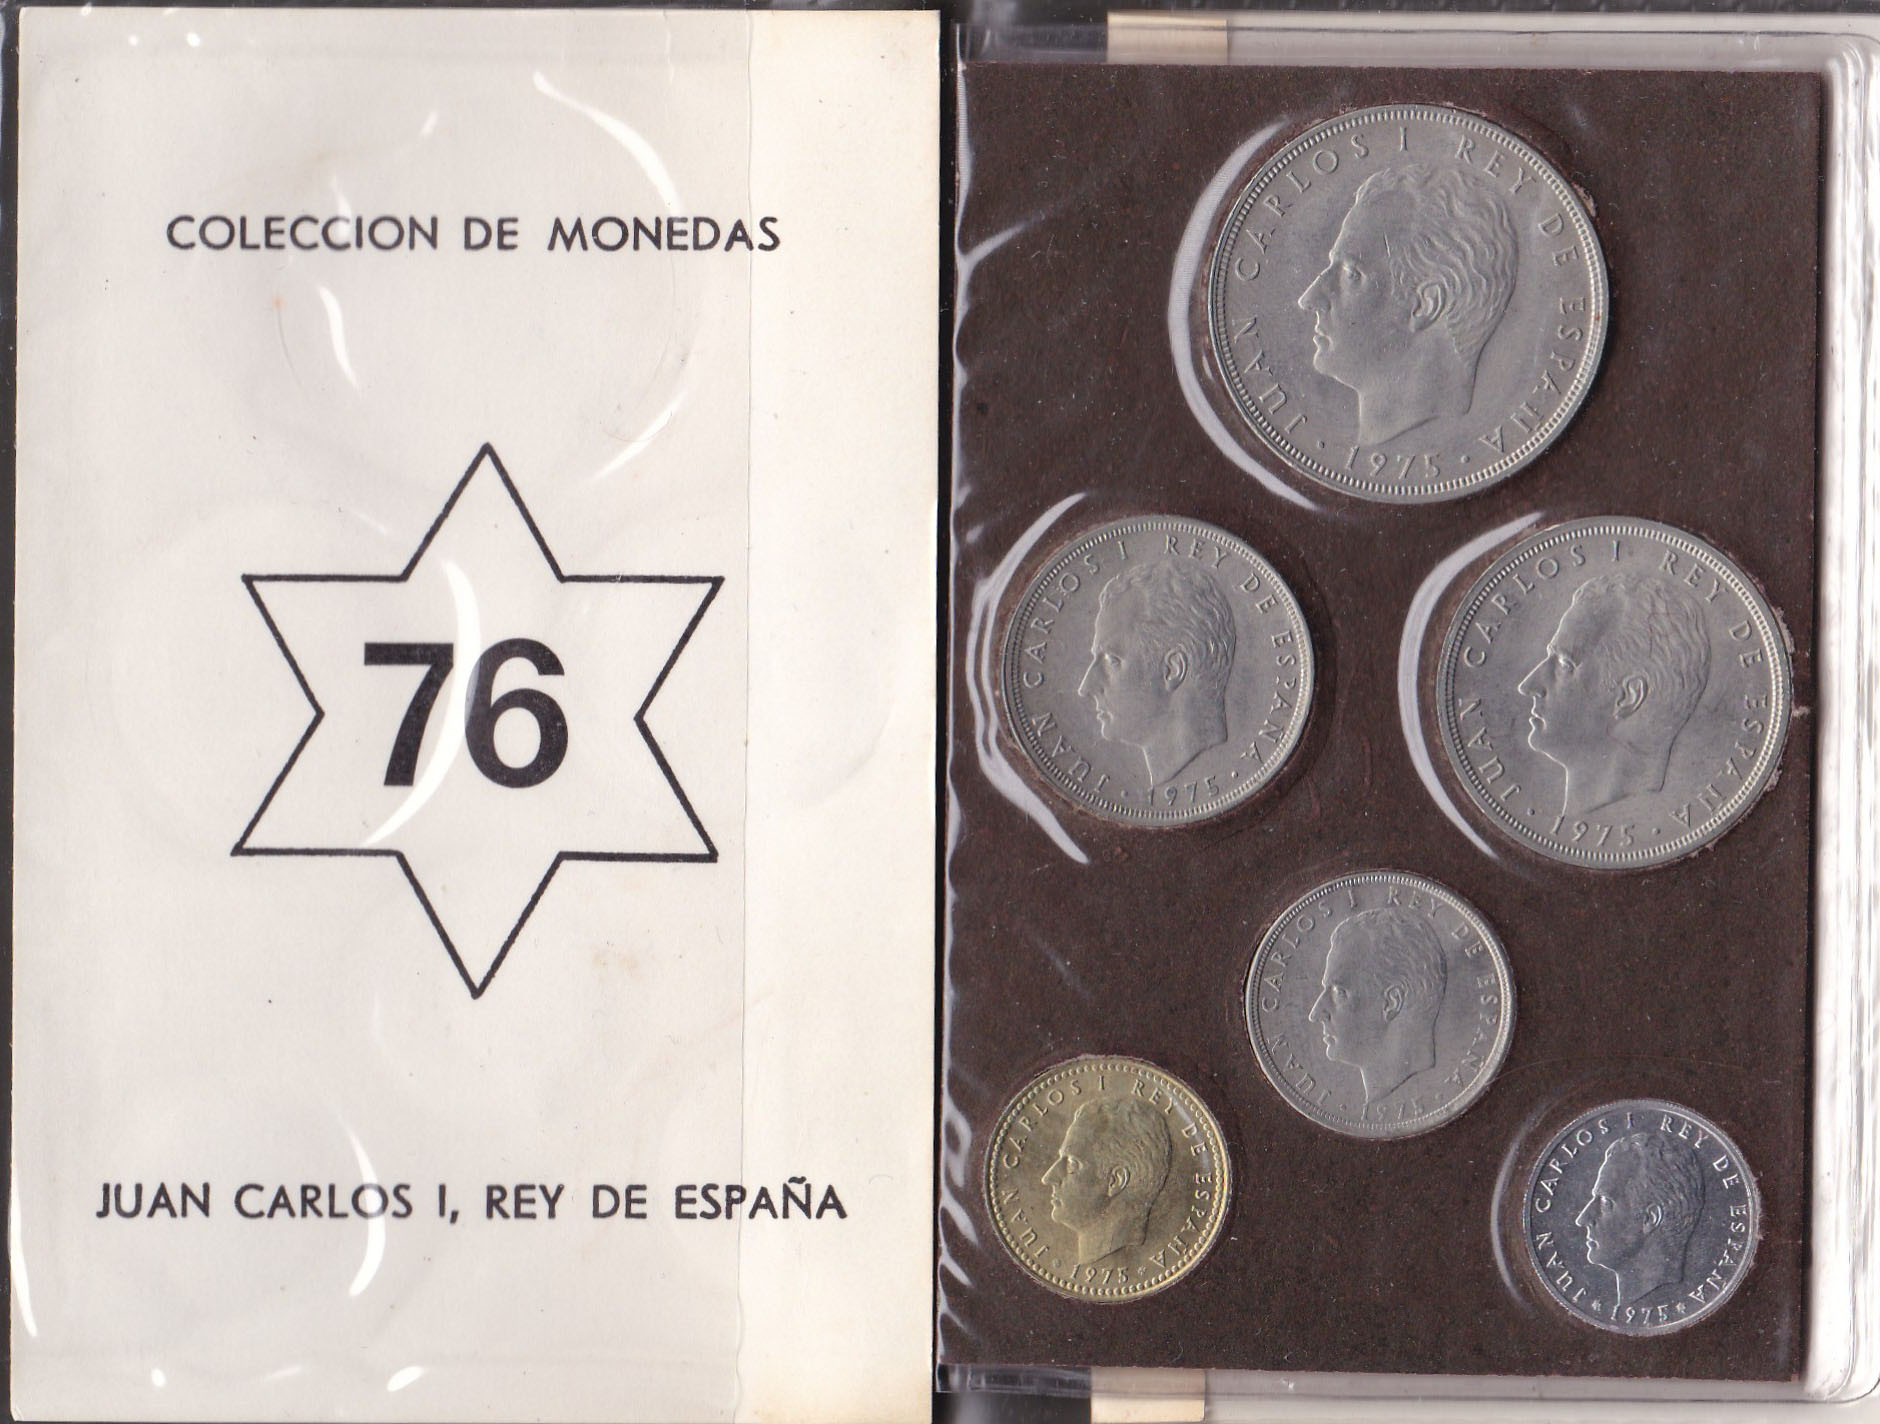 COLECCION DE MONEDAS
76
JUAN CARLOS I, REY DE ESPAÑA
JUAN CARLOS I REY DE ESPAÑA
· 1975 ·
JUAN CARLOS I REY DE ESPAÑA
· 1975 ·
JUAN CARLOS I REY DE ESPAÑA
· 1975 ·
JUAN CARLOS I REY DE ESPAÑA
· 1975 ·
JUAN CARLOS I REY DE ESPAÑA
* 1975 *
JUAN CARLOS I REY DE ESPAÑA
* 1975 *